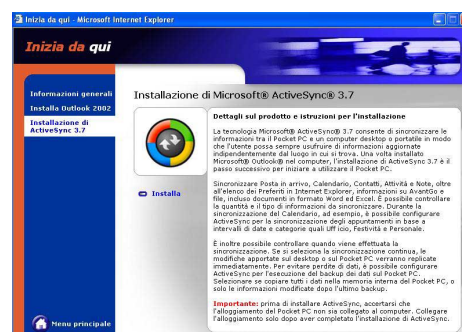 Inizia da qui - Microsoft Internet Explorer
Inizia da qui
Informazioni generali
Installa Outlook 2002
Installazione di
ActiveSync 3.7
Menu principale
Installazione di Microsoft® ActiveSync® 3.7
Installa
Dettagli sul prodotto e istruzioni per l'installazione
La tecnologia Microsoft® ActiveSync® 3.7 consente di sincronizzare le
informazioni tra il Pocket PC e un computer desktop o portatile in modo
che l'utente possa sempre usufruire di informazioni aggiornate
indipendentemente dal luogo in cui si trova. Una volta installato
Microsoft® Outlook® nel computer, l'installazione di ActiveSync 3.7 è il
passo successivo per iniziare a utilizzare il Pocket PC.
Sincronizzare Posta in arrivo, Calendario, Contatti, Attività e Note, oltre
all'elenco dei Preferiti in Internet Explorer, informazioni su AvantGo e
file, incluso documenti in formato Word ed Excel. È possibile controllare
la quantità e il tipo di informazioni da sincronizzare. Durante la
sincronizzazione del Calendario, ad esempio, è possibile configurare
ActiveSync per la sincronizzazione degli appuntamenti in base a
intervalli di date e categorie quali Uff icio, Festività e Personale.
È inoltre possibile controllare quando viene effettuata la
sincronizzazione. Se si seleziona la sincronizzazione continua, le
modifiche apportate sul desktop o sul Pocket PC verranno replicate
immediatamente. Per evitare perdite di dati, è possibile configurare
ActiveSync per l'esecuzione del backup dei dati sul Pocket PC.
Selezionare se copiare tutti i dati nella memoria interna del Pocket PC, o
solo le informazioni modificate dopo l'ultimo backup.
Importante: prima di installare ActiveSync, accertarsi che
l'alloggiamento del Pocket PC non sia collegato al computer. Collegare
l'alloggiamento solo dopo aver completato l'installazione di ActiveSync.